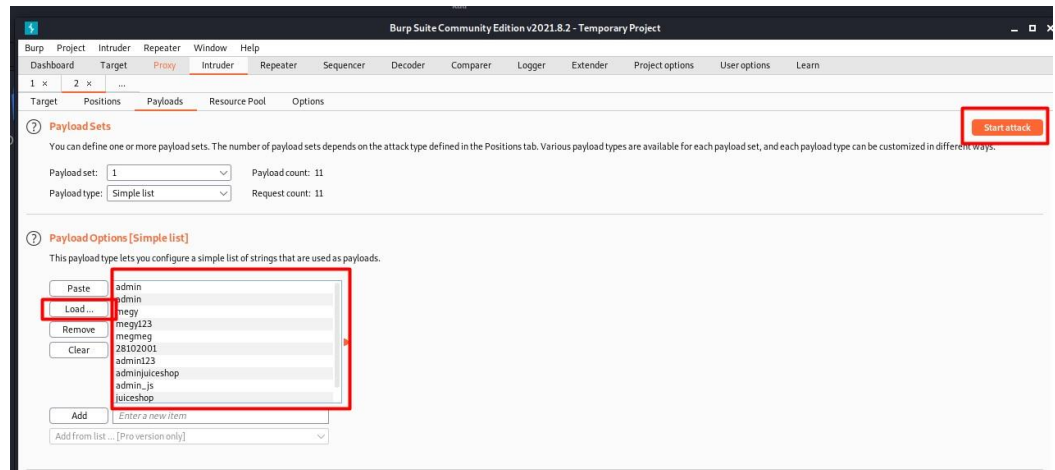 Burp Suite Community Edition v2021.8.2 - Temporary Project
Burp Project Intruder Repeater Window Help
Dashboard Target Proxy Intruder Repeater Sequencer Decoder Comparer Logger Extender Project options User options Learn
1 × 2 × ...
Target Positions Payloads Resource Pool Options
? Payload Sets
Start attack
You can define one or more payload sets. The number of payload sets depends on the attack type defined in the Positions tab. Various payload types are available for each payload set, and each payload type can be customized in different ways.
Payload set: 1 Payload count: 11
Payload type: Simple list Request count: 11
? Payload Options [Simple list]
This payload type lets you configure a simple list of strings that are used as payloads.
Paste
Load ...
Remove
Clear
admin
admin
megy
megy123
megmeg
28102001
admin123
adminjuiceshop
admin_js
juiceshop
Add Enter a new item
Add from list ... [Pro version only]